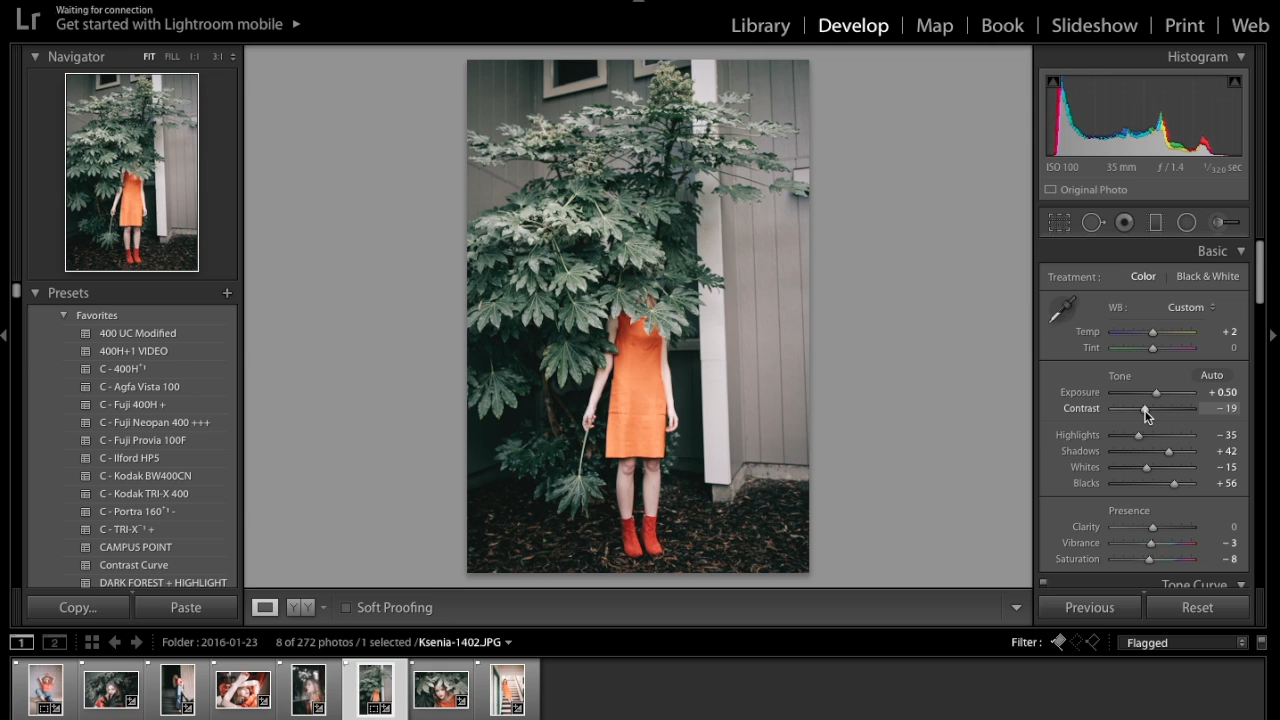 Lr
Waiting for connection
Get started with Lightroom mobile
Library Develop Map Book Slideshow Print Web
Navigator FIT FILL 1:1 3:1
Presets
Favorites
400 UC Modified
400H+1 VIDEO
C - 400H⁺¹
C - Agfa Vista 100
C - Fuji 400H +
C - Fuji Neopan 400 +++
C - Fuji Provia 100F
C - Ilford HP5
C - Kodak BW400CN
C - Kodak TRI-X 400
C - Portra 160⁺¹ -
C - TRI-X⁻¹ +
CAMPUS POINT
Contrast Curve
DARK FOREST + HIGHLIGHT
Copy... Paste
Y Y Soft Proofing
Histogram
ISO 100 35 mm ƒ / 1.4 1/320 sec
Original Photo
Basic
Treatment : Color Black & White
WB : Custom
Temp + 2
Tint 0
Tone Auto
Exposure + 0.50
Contrast – 19
Highlights – 35
Shadows + 42
Whites – 15
Blacks + 56
Presence
Clarity 0
Vibrance – 3
Saturation – 8
Tone Curve
Previous Reset
1 2 Folder : 2016-01-23 8 of 272 photos / 1 selected / Ksenia-1402.JPG Filter : Flagged